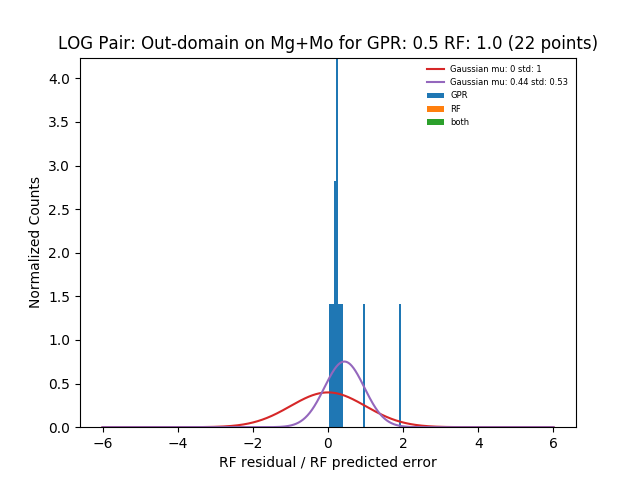 LOG Pair: Out-domain on Mg+Mo for GPR: 0.5 RF: 1.0 (22 points)
Gaussian mu: 0 std: 1
Gaussian mu: 0.44 std: 0.53
GPR
RF
both
Normalized Counts
4.0
3.5
3.0
2.5
2.0
1.5
1.0
0.5
0.0
−6 −4 −2 0 2 4 6
RF residual / RF predicted error